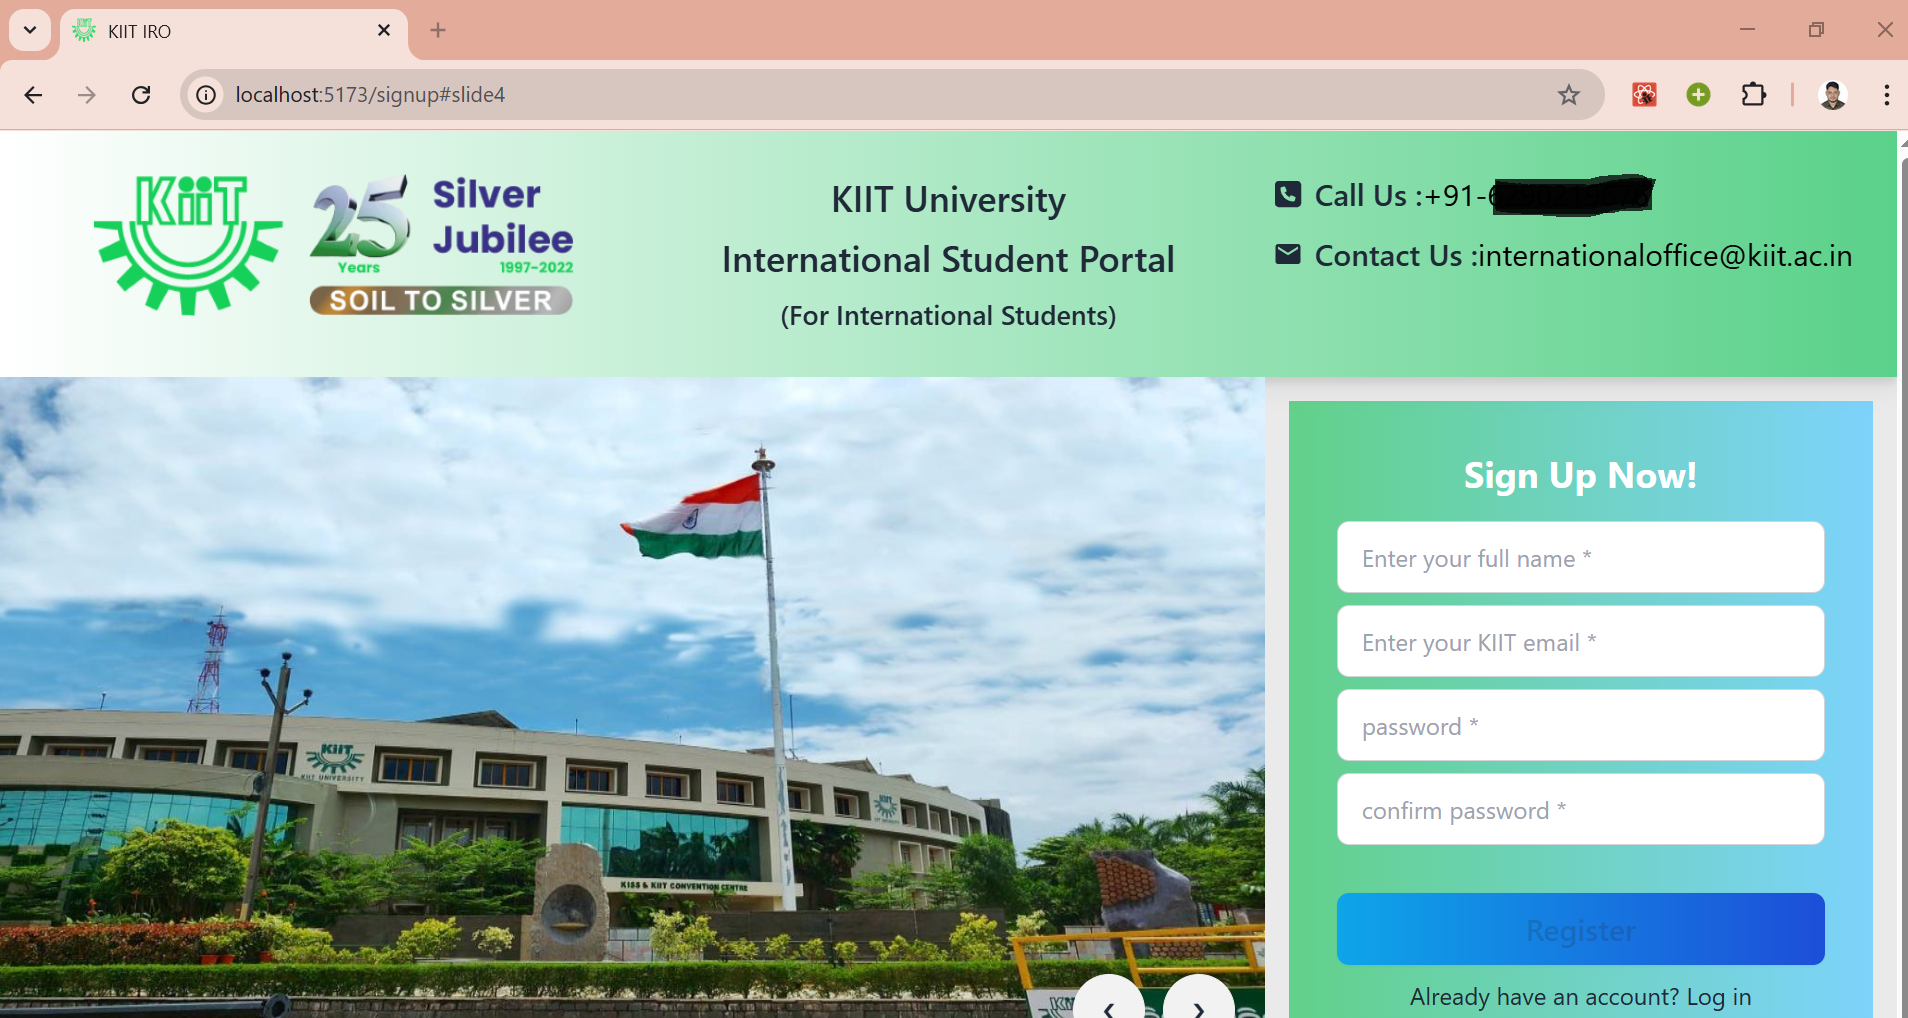 KIIT IRO
localhost:5173/signup#slide4
KiiT
25
Years
Silver
Jubilee
1997-2022
SOIL TO SILVER
KIIT University
International Student Portal
(For International Students)
Call Us :+91-
Contact Us :internationaloffice@kiit.ac.in
KiiT
KIIT UNIVERSITY
KiiT
KISS & KIIT CONVENTION CENTRE
Sign Up Now!
Enter your full name *
Enter your KIIT email *
password *
confirm password *
Register
Already have an account? Log in